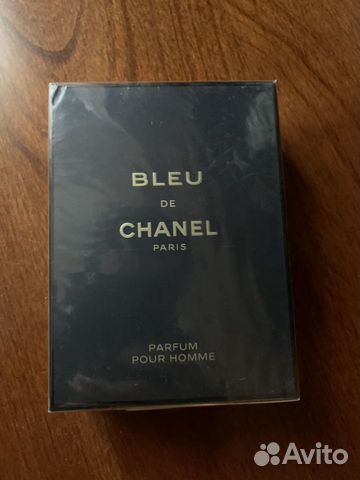 BLEU
DE
CHANEL
PARIS
PARFUM
POUR HOMME
Avito